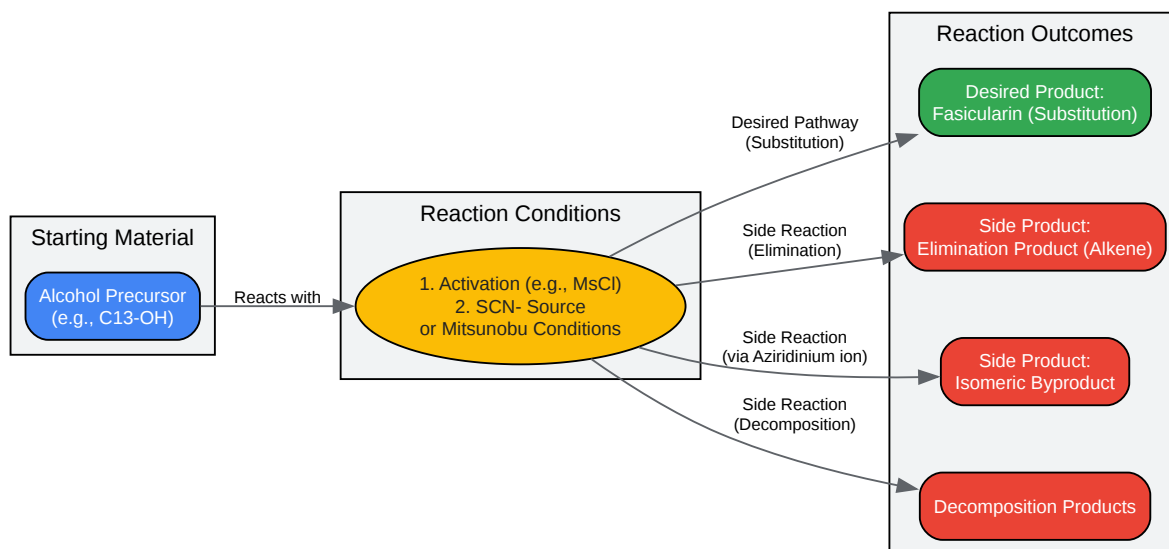 Starting Material
Alcohol Precursor
(e.g., C13-OH)
Reacts with
Reaction Conditions
1. Activation (e.g., MsCl)
2. SCN- Source
or Mitsunobu Conditions
Desired Pathway
(Substitution)
Side Reaction
(Elimination)
Side Reaction
(via Aziridinium ion)
Side Reaction
(Decomposition)
Reaction Outcomes
Desired Product:
Fasicularin (Substitution)
Side Product:
Elimination Product (Alkene)
Side Product:
Isomeric Byproduct
Decomposition Products